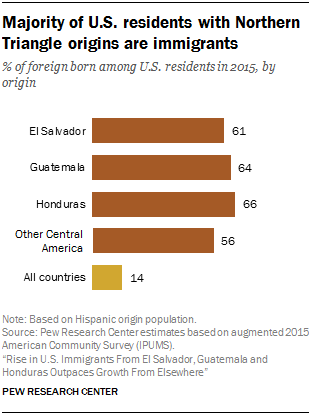 Majority of U.S. residents with Northern
Triangle origins are immigrants
% of foreign born among U.S. residents in 2015, by
origin
El Salvador 61
Guatemala 64
Honduras 66
Other Central
America 56
All countries 14
Note: Based on Hispanic origin population.
Source: Pew Research Center estimates based on augmented 2015
American Community Survey (IPUMS).
“Rise in U.S. Immigrants From El Salvador, Guatemala and
Honduras Outpaces Growth From Elsewhere”
PEW RESEARCH CENTER